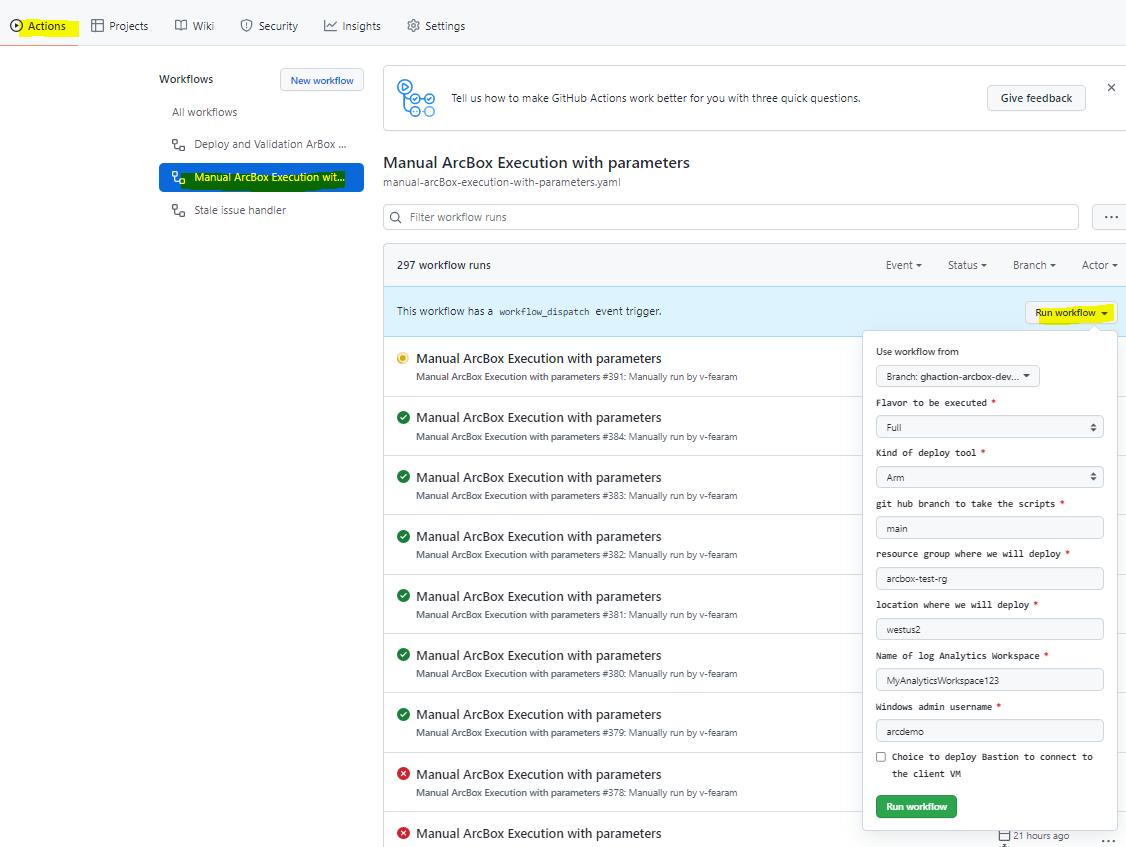 Actions Projects Wiki Security Insights Settings
Workflows
New workflow
All workflows
Deploy and Validation ArBox ...
Manual ArcBox Execution wit...
Stale issue handler
Tell us how to make GitHub Actions work better for you with three quick questions.
Give feedback
Manual ArcBox Execution with parameters
manual-arcBox-execution-with-parameters.yaml
Filter workflow runs
297 workflow runs
Event Status Branch Actor
This workflow has a workflow_dispatch event trigger.
Run workflow
Manual ArcBox Execution with parameters
Manual ArcBox Execution with parameters #391: Manually run by v-fearam
Manual ArcBox Execution with parameters
Manual ArcBox Execution with parameters #384: Manually run by v-fearam
Manual ArcBox Execution with parameters
Manual ArcBox Execution with parameters #383: Manually run by v-fearam
Manual ArcBox Execution with parameters
Manual ArcBox Execution with parameters #382: Manually run by v-fearam
Manual ArcBox Execution with parameters
Manual ArcBox Execution with parameters #381: Manually run by v-fearam
Manual ArcBox Execution with parameters
Manual ArcBox Execution with parameters #380: Manually run by v-fearam
Manual ArcBox Execution with parameters
Manual ArcBox Execution with parameters #379: Manually run by v-fearam
Manual ArcBox Execution with parameters
Manual ArcBox Execution with parameters #378: Manually run by v-fearam
Manual ArcBox Execution with parameters
21 hours ago
Use workflow from
Branch: ghaction-arcbox-dev...
Flavor to be executed *
Full
Kind of deploy tool *
Arm
git hub branch to take the scripts *
main
resource group where we will deploy *
arcbox-test-rg
location where we will deploy *
westus2
Name of log Analytics Workspace *
MyAnalyticsWorkspace123
Windows admin username *
arcdemo
Choice to deploy Bastion to connect to
the client VM
Run workflow